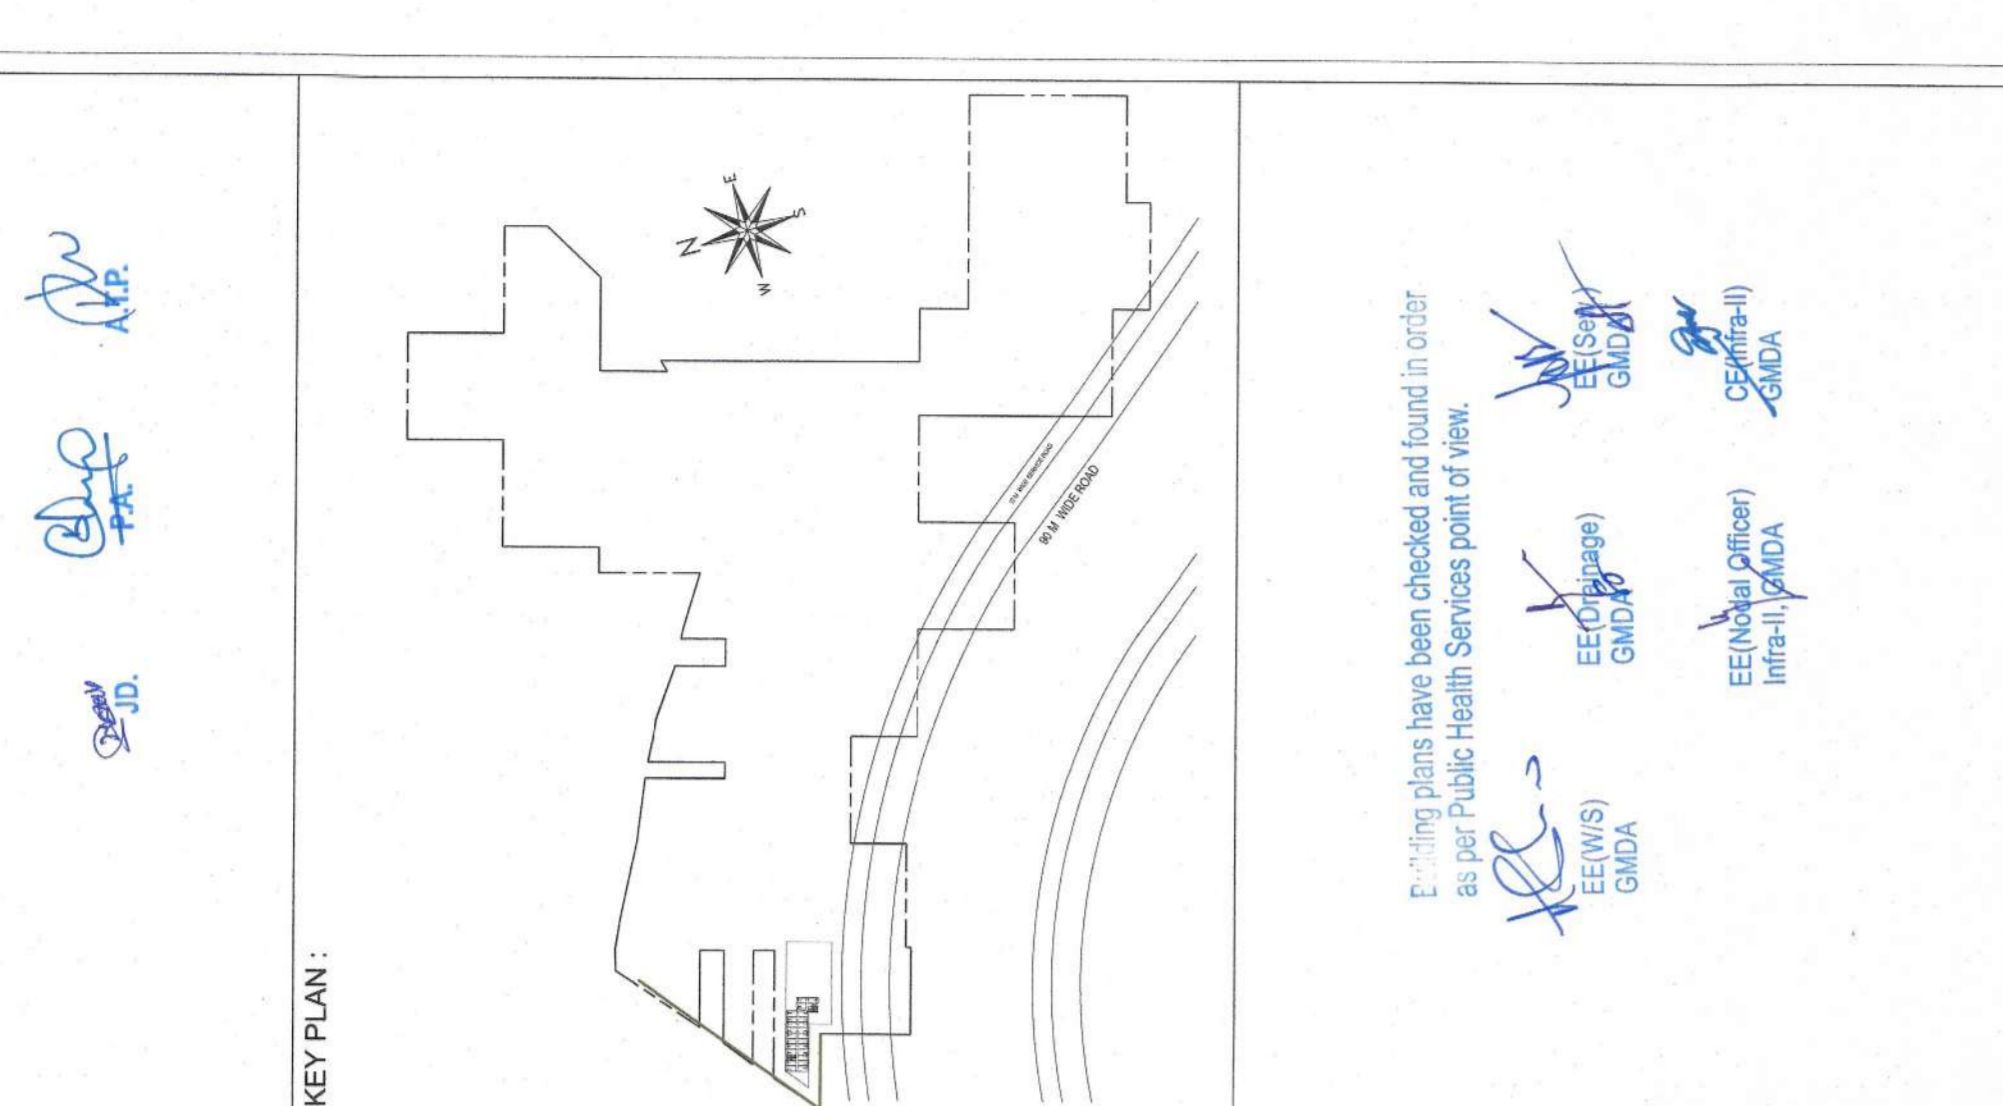 JD.
P.A.
A.T.P.
KEY PLAN :
N
E
S
W
90 M WIDE ROAD
Building plans have been checked and found in order
as per Public Health Services point of view.
EE(W/S)
GMDA
EE(Drainage)
GMDA
EE(Sew)
GMDA
EE(Nodal Officer)
Infra-II, GMDA
CE(Infra-II)
GMDA